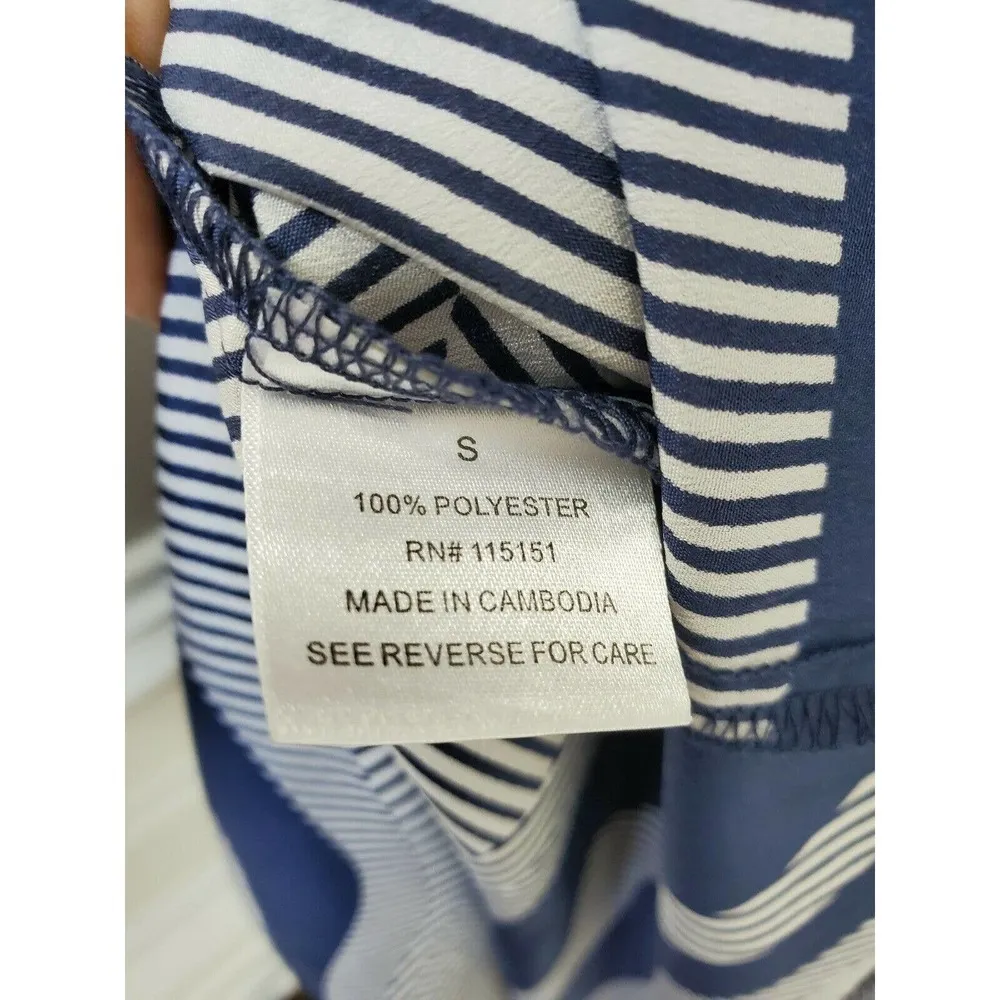 S
100% POLYESTER
RN# 115151
MADE IN CAMBODIA
SEE REVERSE FOR CARE